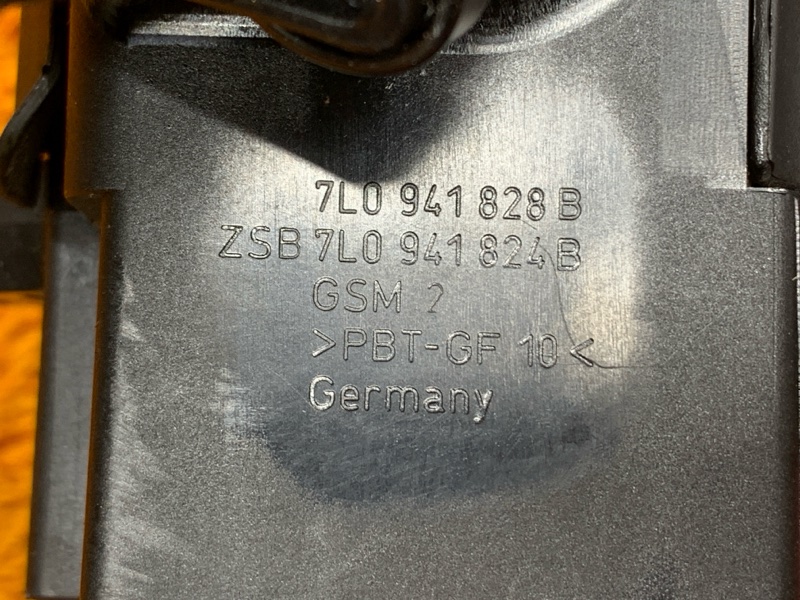 7L0 941 828 B
ZSB 7L0 941 824 B
GSM 2
>PBT-GF 10<
Germany